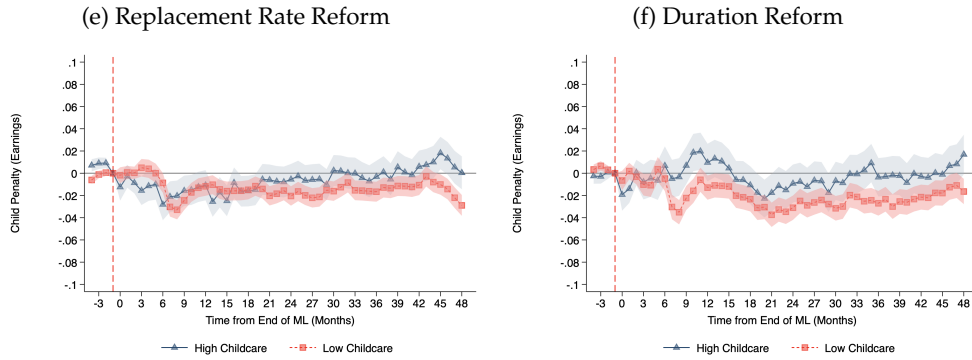 (e) Replacement Rate Reform
Child Penalty (Earnings)
.1
.08
.06
.04
.02
0
-.02
-.04
-.06
-.08
-.1
-3 0 3 6 9 12 15 18 21 24 27 30 33 36 39 42 45 48
Time from End of ML (Months)
High Childcare Low Childcare
(f) Duration Reform
Child Penalty (Earnings)
.1
.08
.06
.04
.02
0
-.02
-.04
-.06
-.08
-.1
-3 0 3 6 9 12 15 18 21 24 27 30 33 36 39 42 45 48
Time from End of ML (Months)
High Childcare Low Childcare